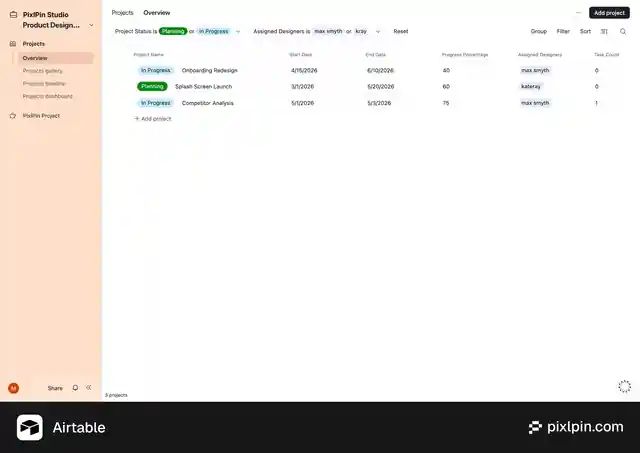 PixlPin Studio
Product Design...
Projects
Overview
Projects gallery
Projects timeline
Projects dashboard
PixlPin Project
M
Share
Projects Overview
Add project
Project Status is Planning or In Progress
Assigned Designers is max smyth or kray
Reset
Group Filter Sort
Project Name Start Date End Date Progress Percentage Assigned Designers Task Count
In Progress Onboarding Redesign 4/15/2026 6/10/2026 40 max smyth 0
Planning Splash Screen Launch 3/1/2026 5/20/2026 60 kateray 0
In Progress Competitor Analysis 5/1/2026 5/3/2026 75 max smyth 1
+ Add project
3 projects
Airtable
pixlpin.com